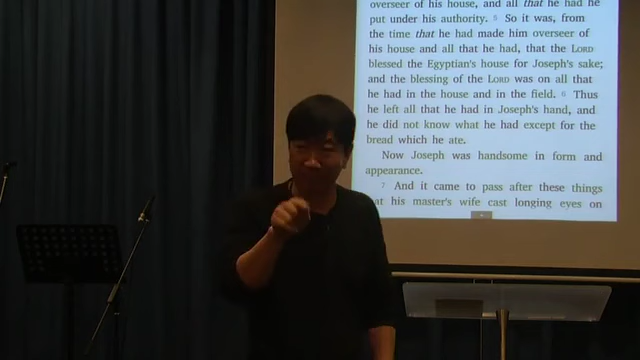 overseer of his house, and all that he had he
put under his authority. 5 So it was, from
the time that he had made him overseer of
his house and all that he had, that the LORD
blessed the Egyptian's house for Joseph's sake;
and the blessing of the LORD was on all that
he had in the house and in the field. 6 Thus
he left all that he had in Joseph's hand, and
he did not know what he had except for the
bread which he ate.
Now Joseph was handsome in form and
appearance.
7 And it came to pass after these things
at his master's wife cast longing eyes on